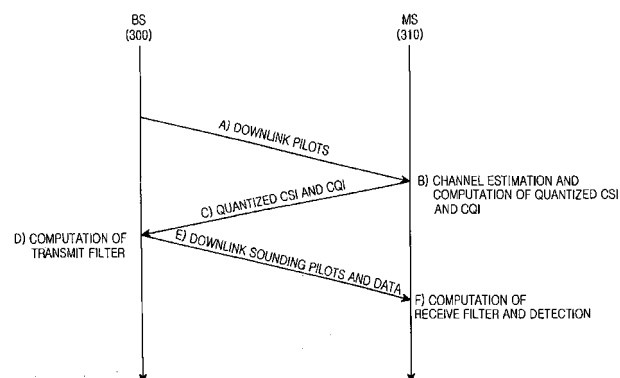 BS
(300)
MS
(310)
A) DOWNLINK PILOTS
B) CHANNEL ESTIMATION AND
COMPUTATION OF QUANTIZED CSI
AND CQI
C) QUANTIZED CSI AND CQI
D) COMPUTATION OF
TRANSMIT FILTER
E) DOWNLINK SOUNDING PILOTS AND DATA
F) COMPUTATION OF
RECEIVE FILTER AND DETECTION